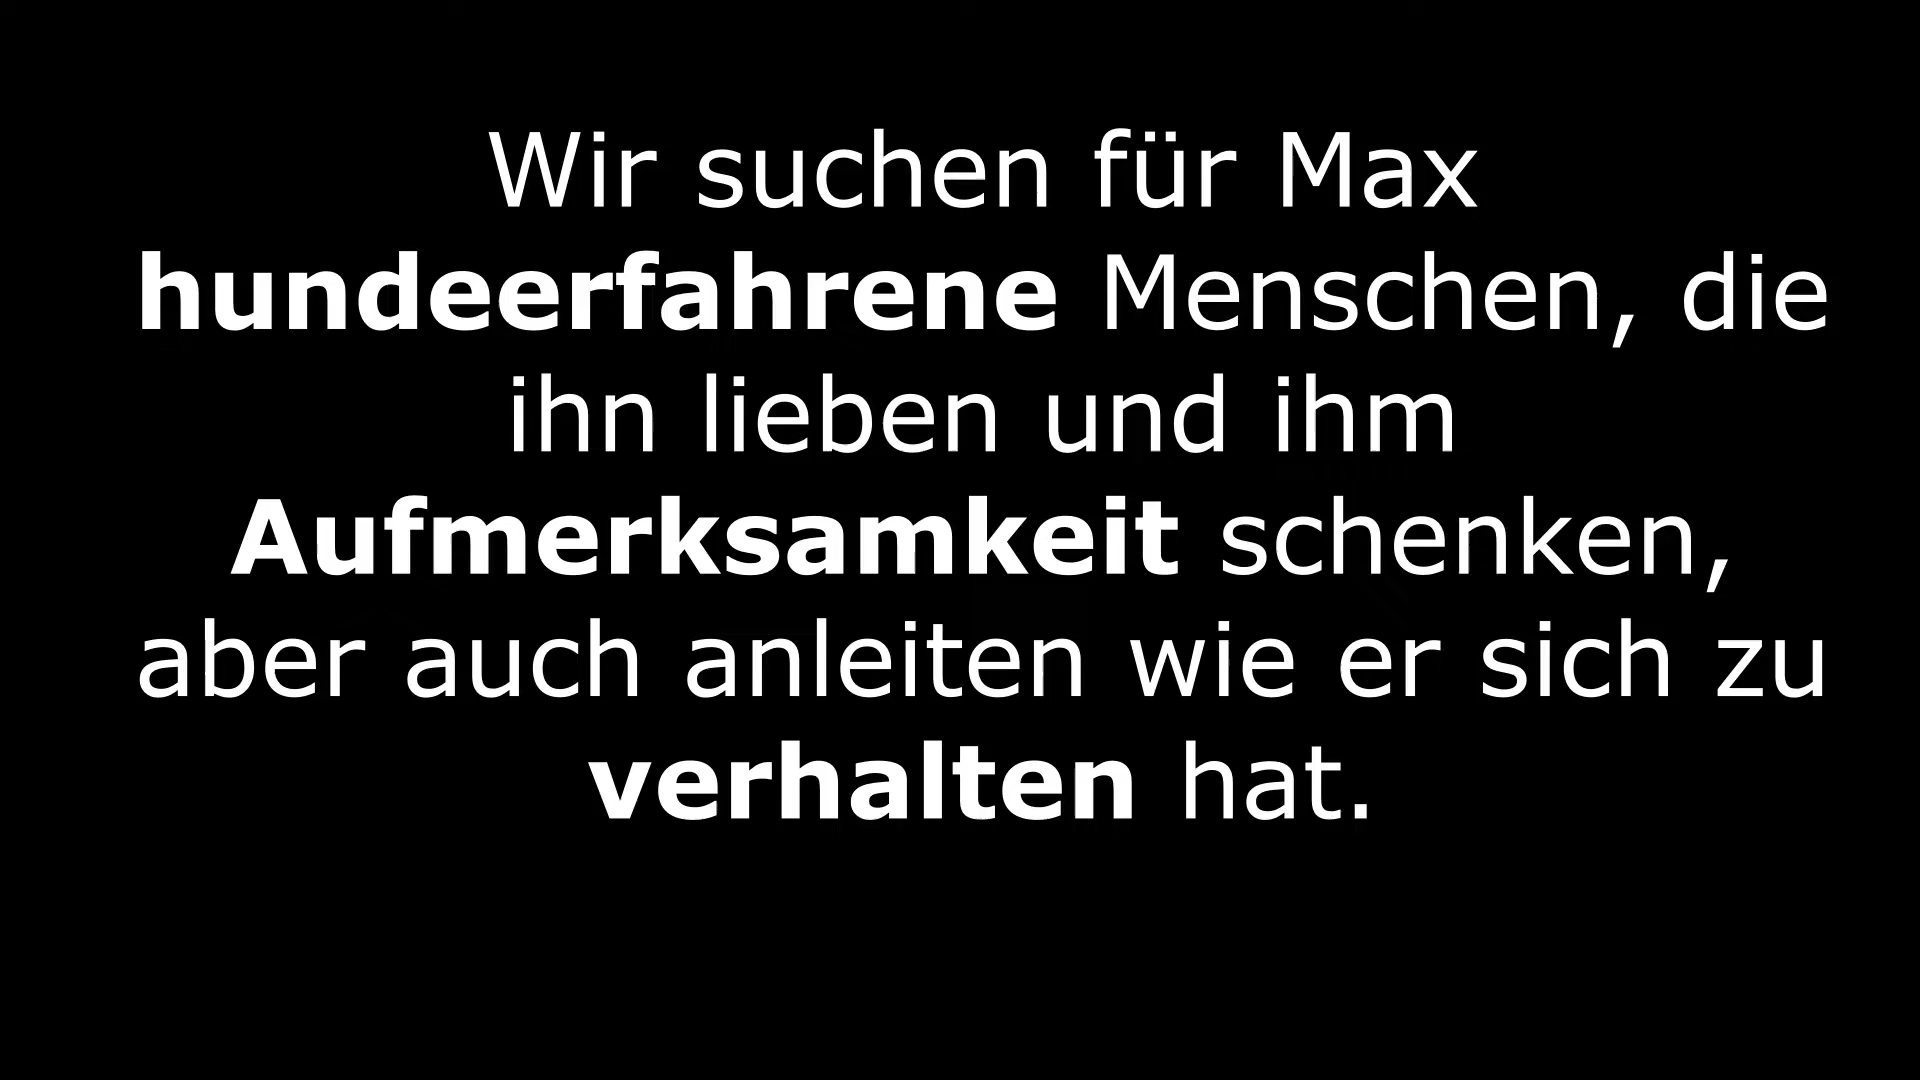 Wir suchen für Max
hundeerfahrene Menschen, die
ihn lieben und ihm
Aufmerksamkeit schenken,
aber auch anleiten wie er sich zu
verhalten hat.